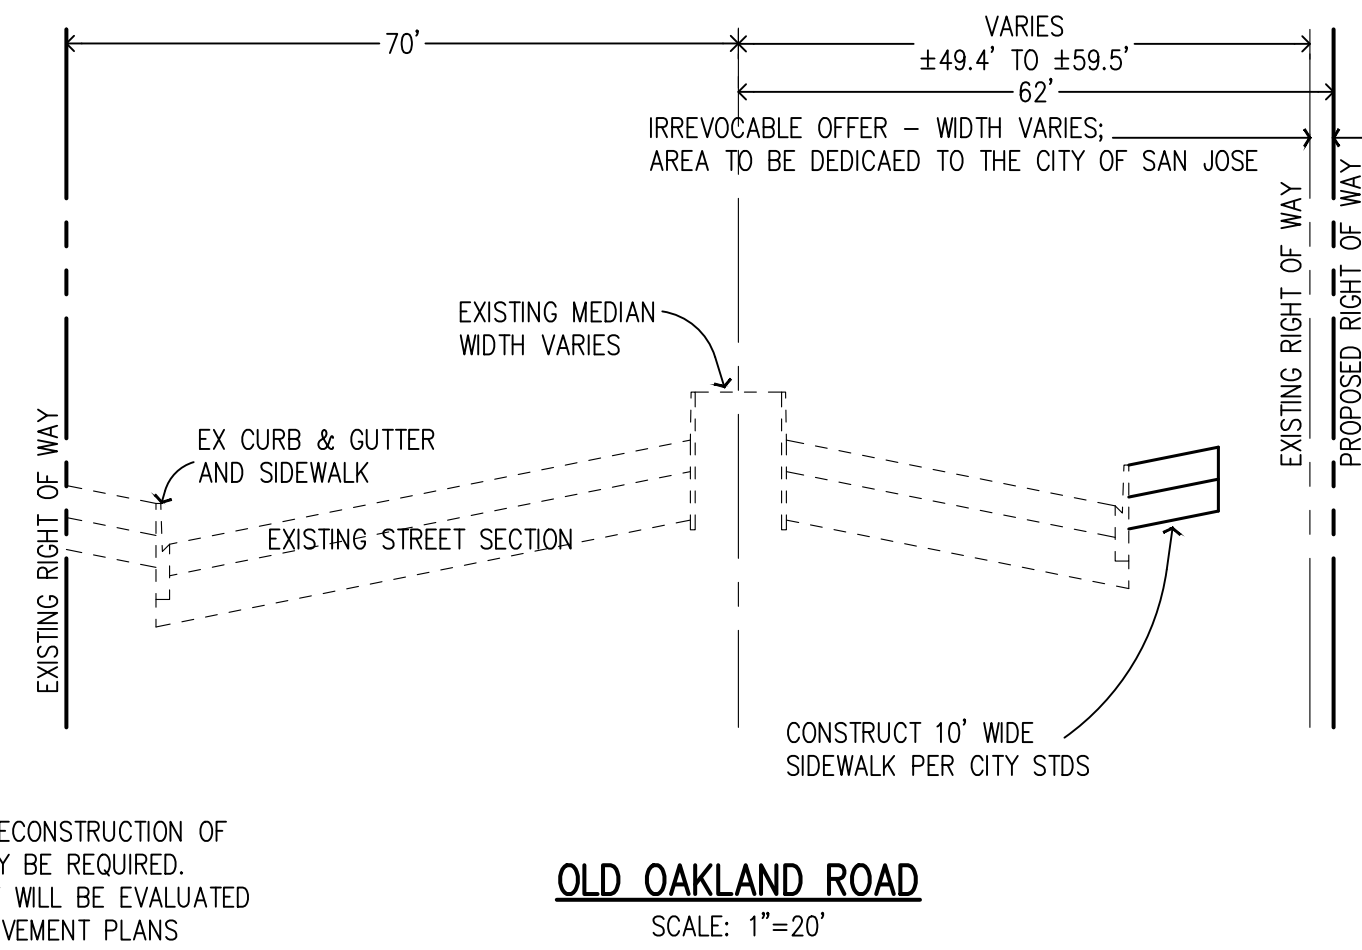 70'
VARIES
±49.4' TO ±59.5'
62'
IRREVOCABLE OFFER – WIDTH VARIES;
AREA TO BE DEDICAED TO THE CITY OF SAN JOSE
EXISTING RIGHT OF WAY
PROPOSED RIGHT OF WAY
EXISTING MEDIAN
WIDTH VARIES
EX CURB & GUTTER
AND SIDEWALK
EXISTING RIGHT OF WAY
EXISTING STREET SECTION
CONSTRUCT 10' WIDE
SIDEWALK PER CITY STDS
ECONSTRUCTION OF
Y BE REQUIRED.
WILL BE EVALUATED
VEMENT PLANS
OLD OAKLAND ROAD
SCALE: 1"=20'